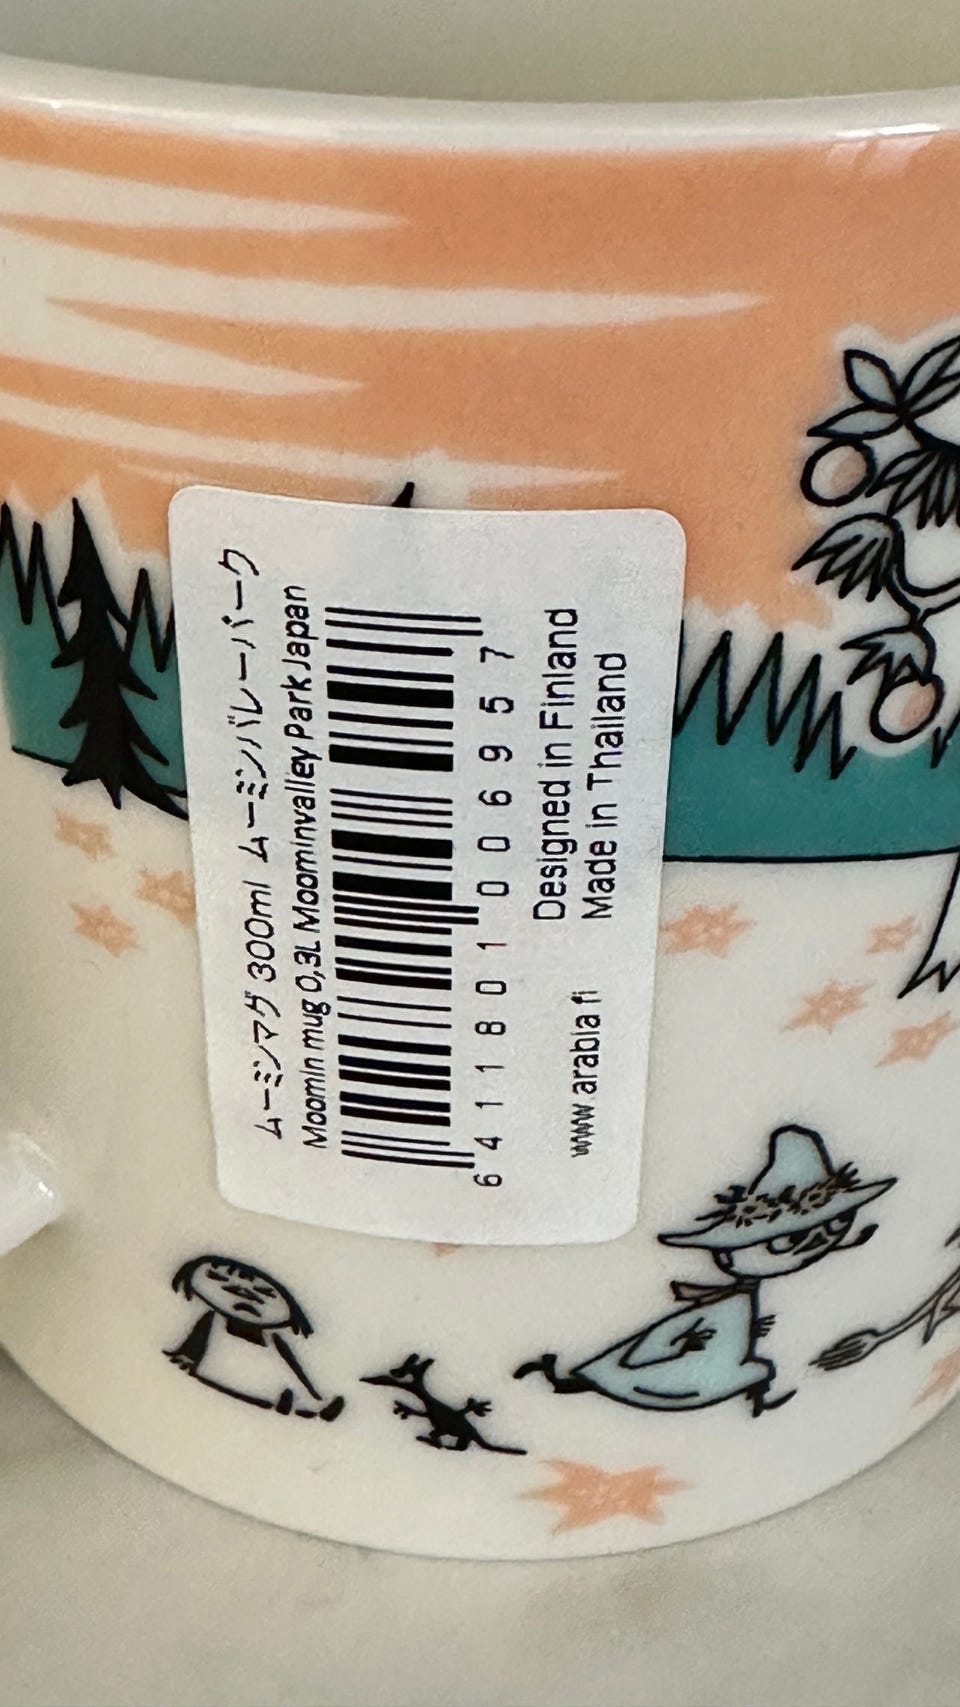 ムーミンマグ 300ml ムーミンバレーパーク
Moomin mug 0,3L Moominvalley Park Japan
6 411801 006957
www.arabia.fi
Designed in Finland
Made in Thailand